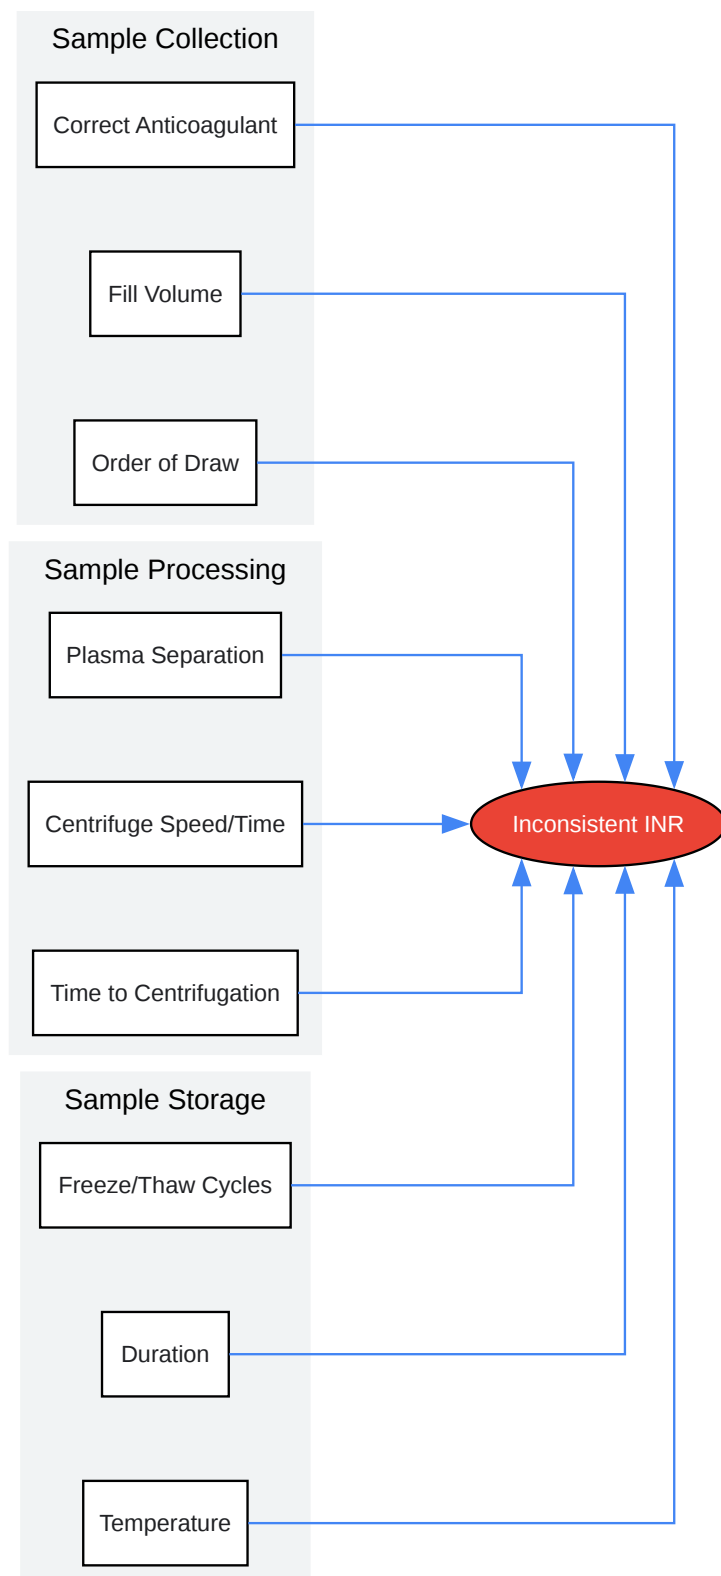 Sample Collection
Correct Anticoagulant
Fill Volume
Order of Draw
Sample Processing
Plasma Separation
Centrifuge Speed/Time
Inconsistent INR
Time to Centrifugation
Sample Storage
Freeze/Thaw Cycles
Duration
Temperature